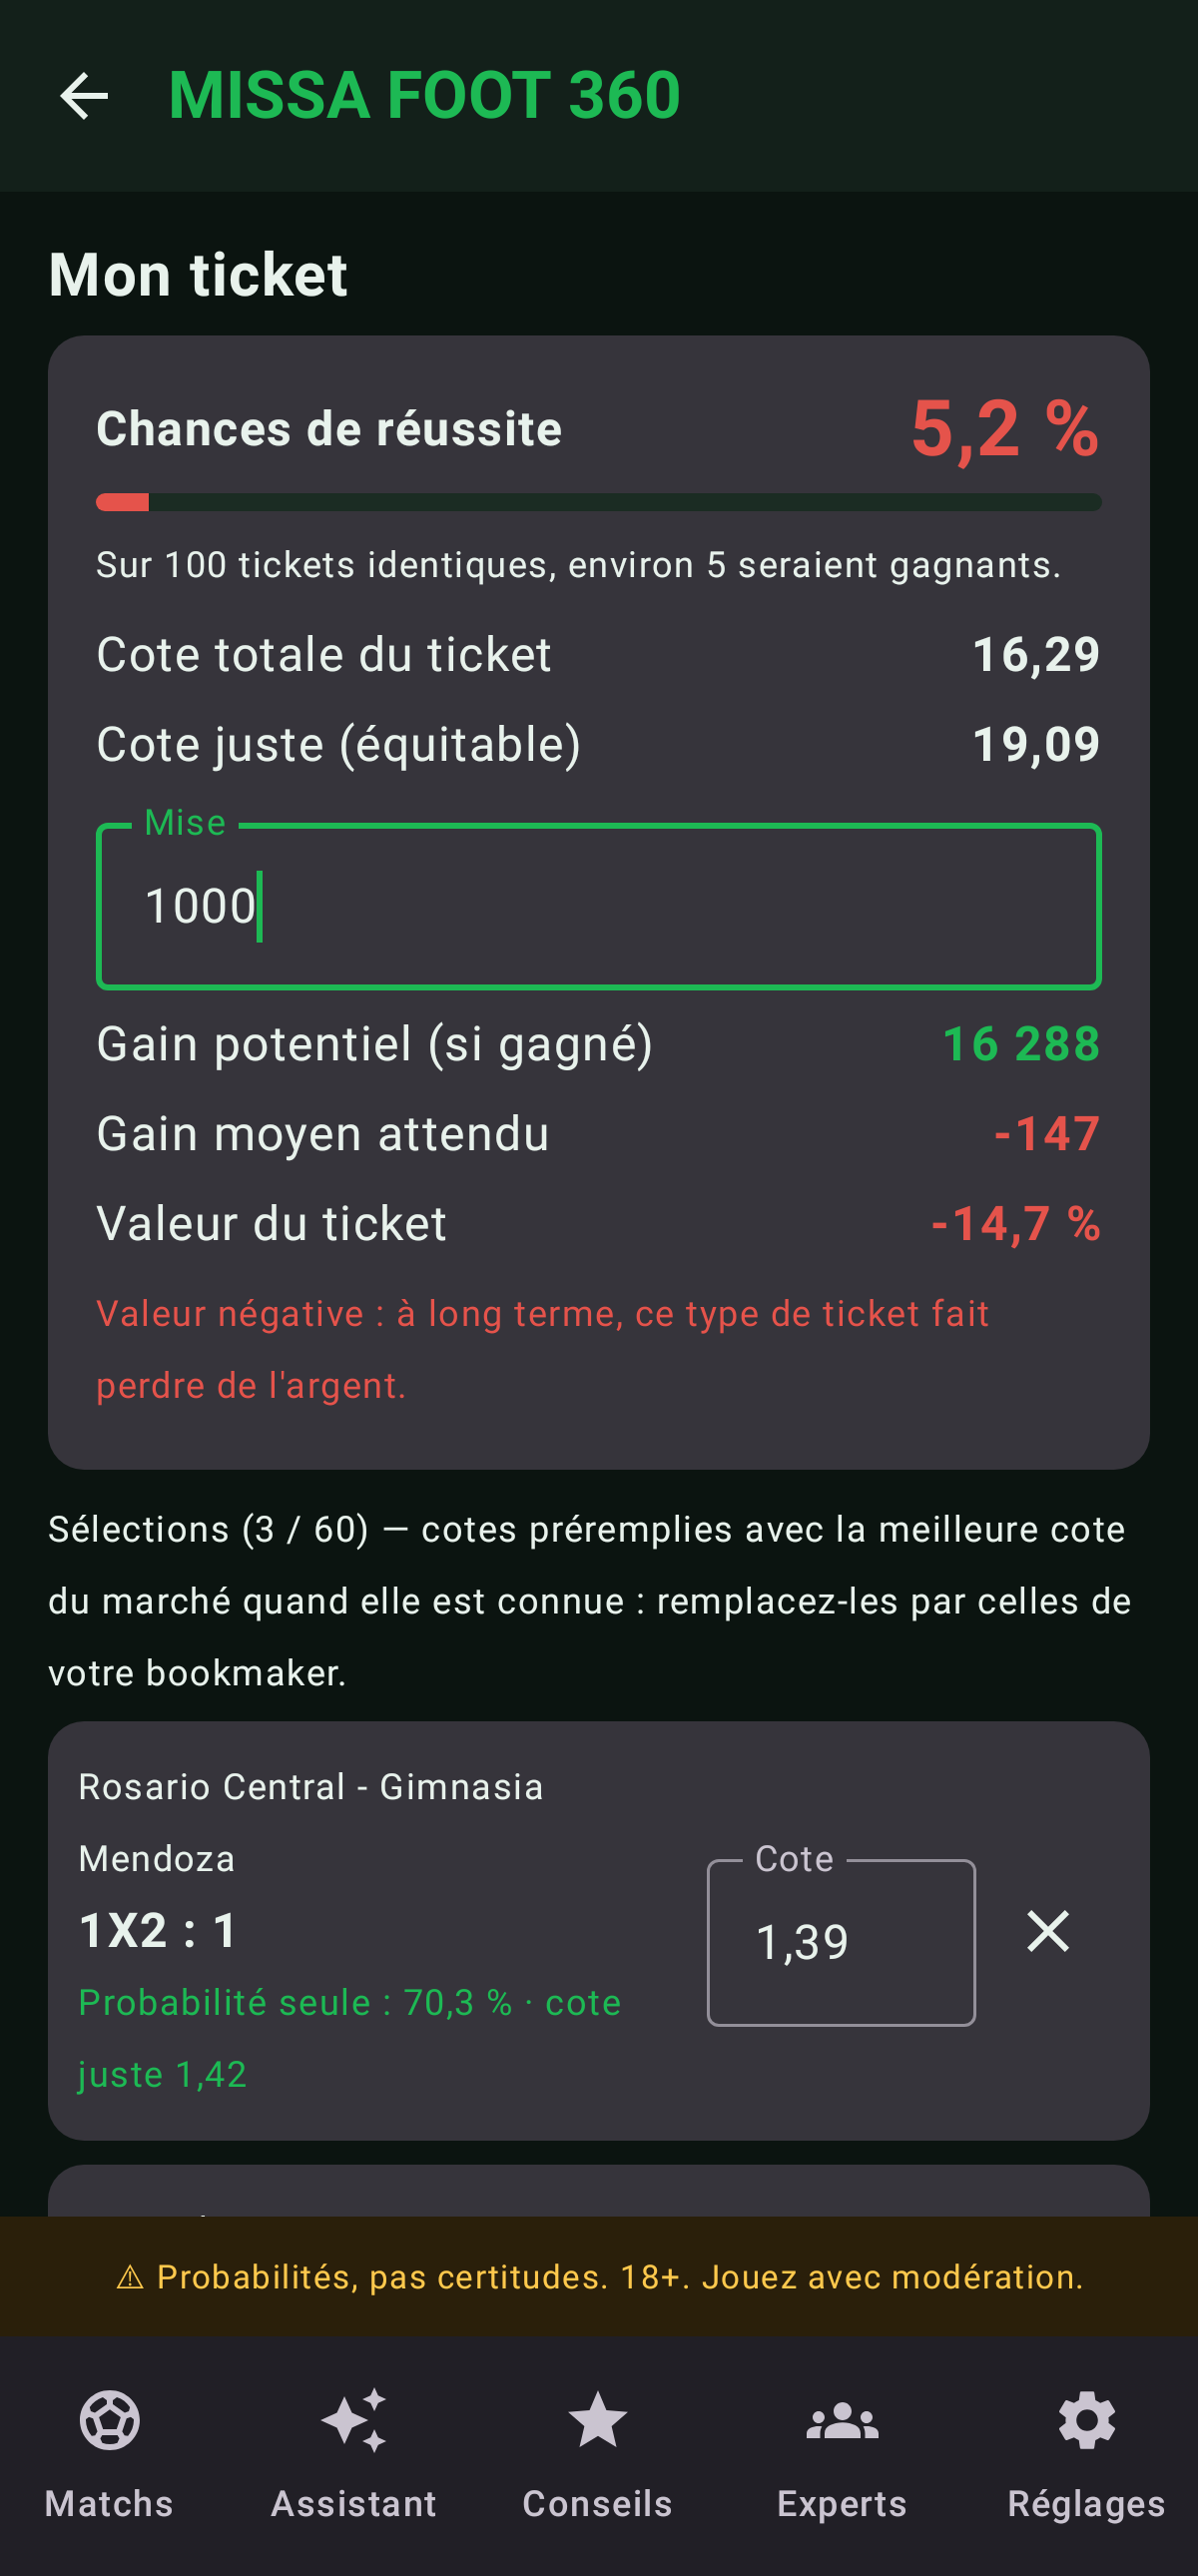 MISSA FOOT 360
Mon ticket
Chances de réussite 5,2 %
Sur 100 tickets identiques, environ 5 seraient gagnants.
Cote totale du ticket 16,29
Cote juste (équitable) 19,09
Mise
1000
Gain potentiel (si gagné) 16 288
Gain moyen attendu -147
Valeur du ticket -14,7 %
Valeur négative : à long terme, ce type de ticket fait
perdre de l'argent.
Sélections (3 / 60) — cotes préremplies avec la meilleure cote
du marché quand elle est connue : remplacez-les par celles de
votre bookmaker.
Rosario Central - Gimnasia
Mendoza
1X2 : 1
Probabilité seule : 70,3 % · cote
juste 1,42
Cote
1,39
⚠ Probabilités, pas certitudes. 18+. Jouez avec modération.
Matchs Assistant Conseils Experts Réglages